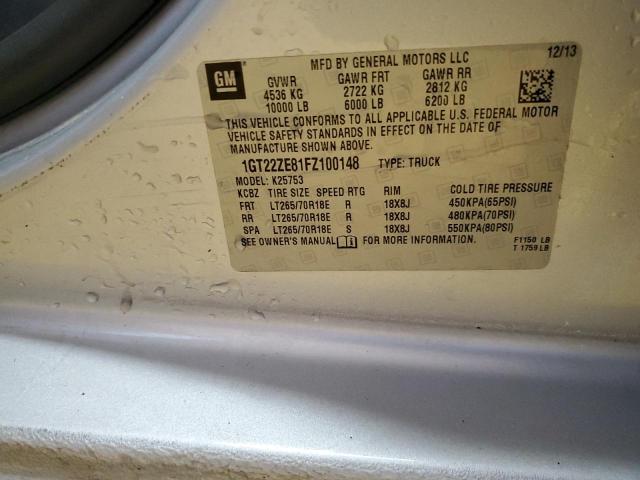 MFD BY GENERAL MOTORS LLC 12/13
GM
GVWR GAWR FRT GAWR RR
4536 KG 2722 KG 2812 KG
10000 LB 6000 LB 6200 LB
THIS VEHICLE CONFORMS TO ALL APPLICABLE U.S. FEDERAL MOTOR
VEHICLE SAFETY STANDARDS IN EFFECT ON THE DATE OF
MANUFACTURE SHOWN ABOVE.
1GT22ZE81FZ100148 TYPE: TRUCK
MODEL: K25753
KCBZ TIRE SIZE SPEED RTG RIM COLD TIRE PRESSURE
FRT LT265/70R18E R 18X8J 450KPA(65PSI)
RR LT265/70R18E R 18X8J 480KPA(70PSI)
SPA LT265/70R18E S 18X8J 550KPA(80PSI)
SEE OWNER'S MANUAL FOR MORE INFORMATION. F1150 LB
T 1759 LB